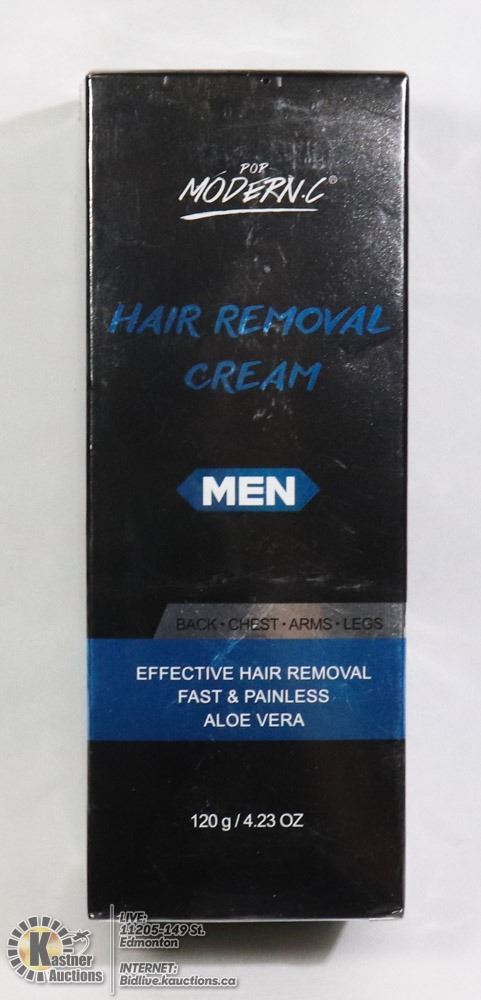 POP
MODERN.C®
HAIR REMOVAL
CREAM
MEN
BACK · CHEST · ARMS · LEGS
EFFECTIVE HAIR REMOVAL
FAST & PAINLESS
ALOE VERA
120 g / 4.23 OZ
Kastner
Auctions
LIVE:
11205-149 St.
Edmonton
INTERNET:
Bidlive.kauctions.ca